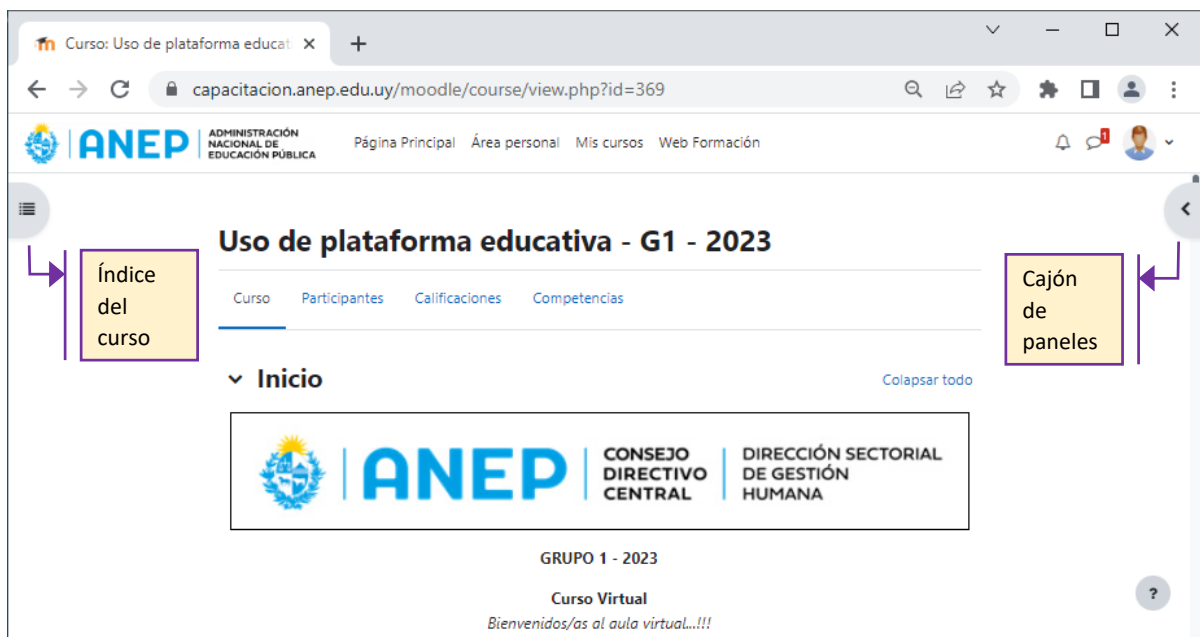 Curso: Uso de plataforma educat
capacitacion.anep.edu.uy/moodle/course/view.php?id=369
ANEP
ADMINISTRACIÓN
NACIONAL DE
EDUCACIÓN PÚBLICA
Página Principal Área personal Mis cursos Web Formación
1
Uso de plataforma educativa - G1 - 2023
Índice
del
curso
Cajón
de
paneles
Curso Participantes Calificaciones Competencias
Inicio
Colapsar todo
ANEP
CONSEJO
DIRECTIVO
CENTRAL
DIRECCIÓN SECTORIAL
DE GESTIÓN
HUMANA
GRUPO 1 - 2023
Curso Virtual
Bienvenidos/as al aula virtual...!!!
?